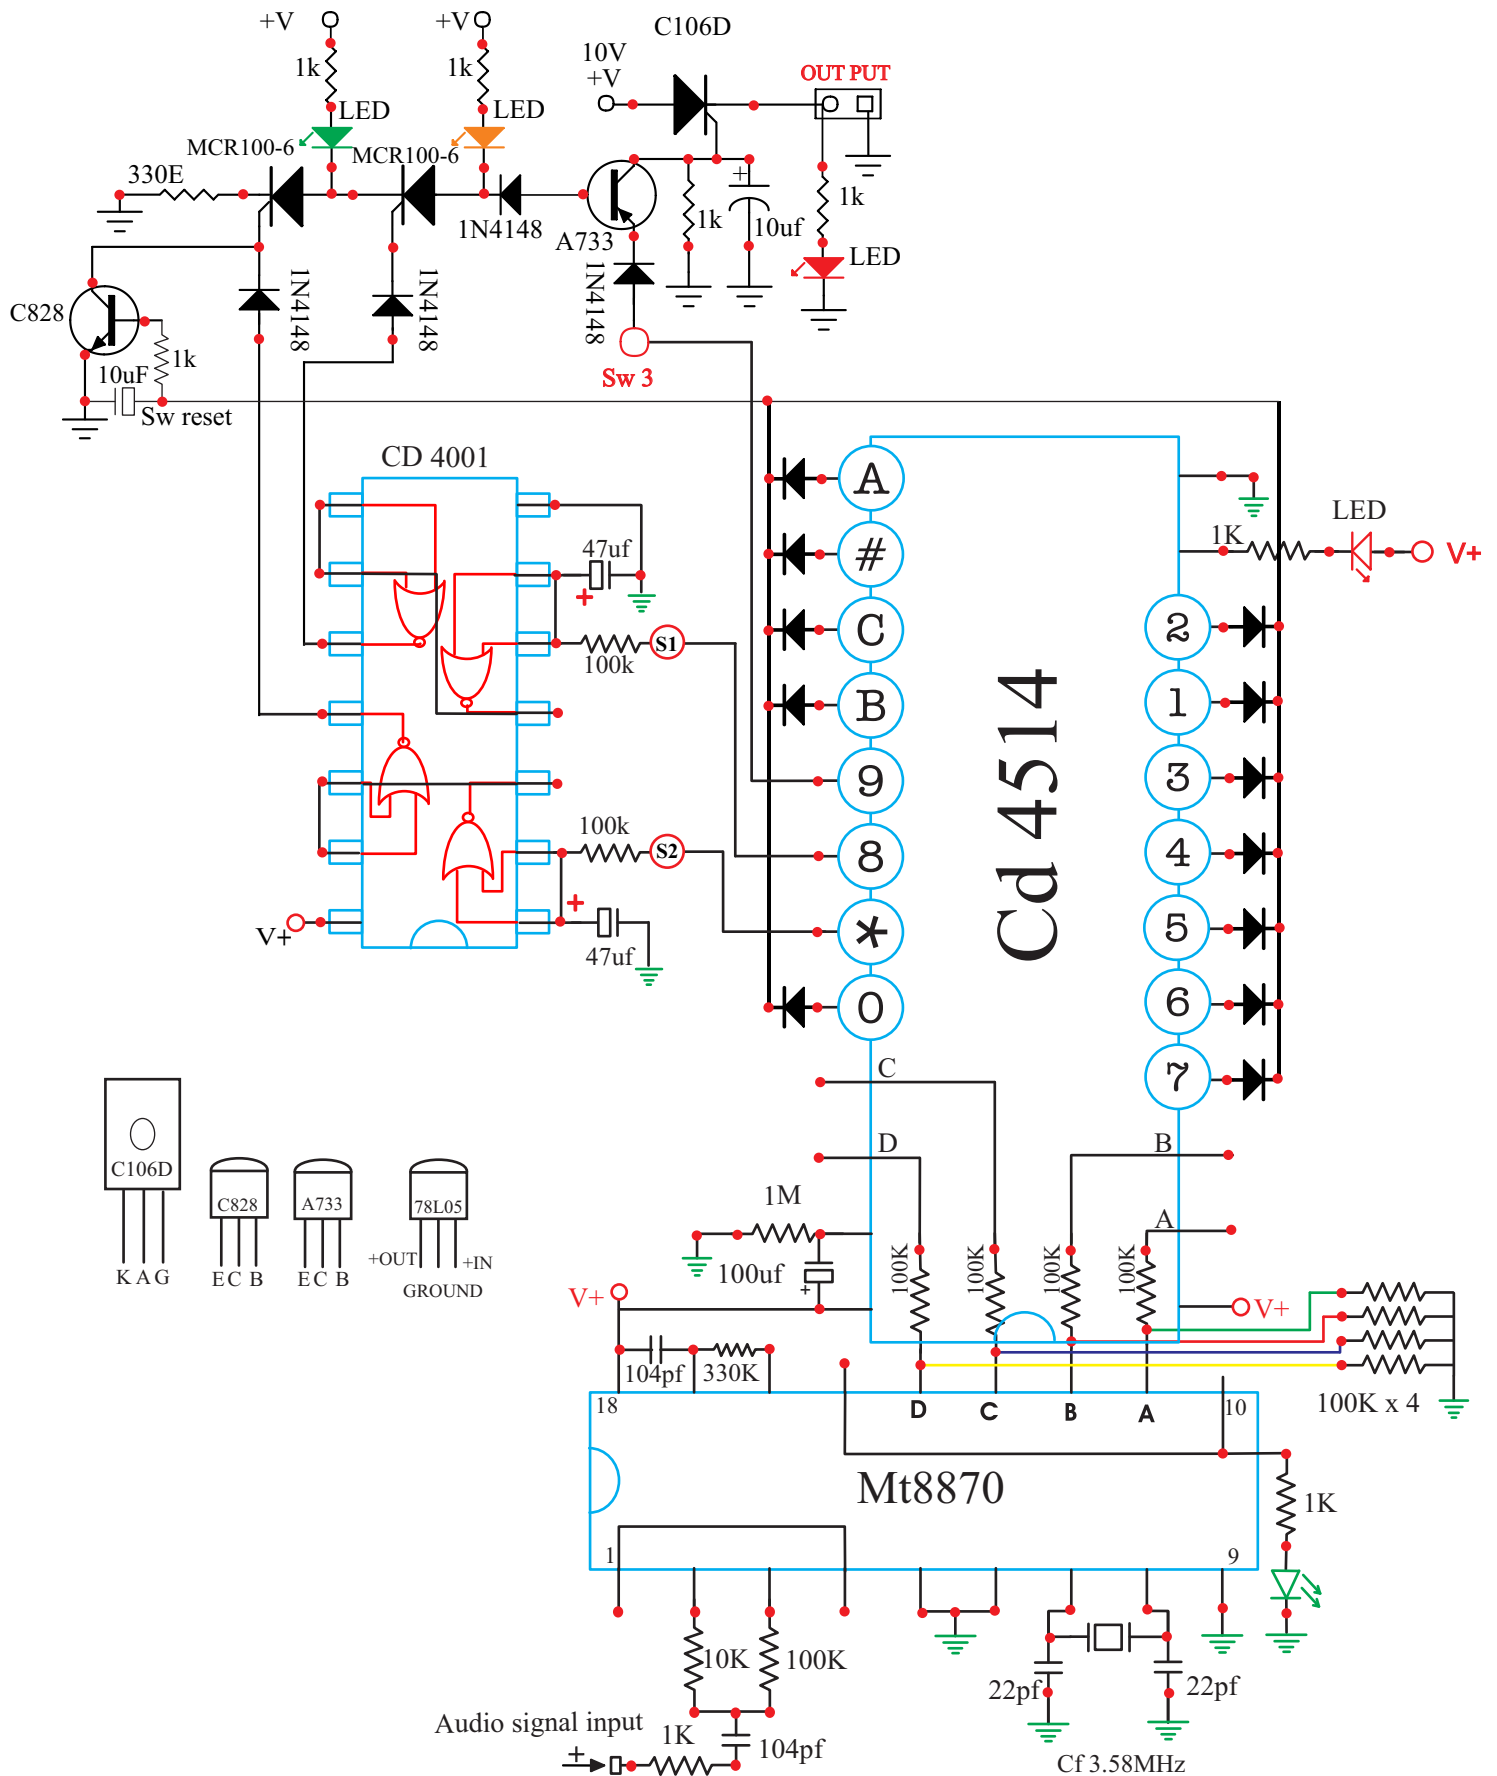 +V
+V
C106D
1k
1k
10V
+V
OUT PUT
LED
LED
MCR100-6
MCR100-6
330E
1N4148
A733
1k
10uf
1k
LED
C828
1N4148
1N4148
1N4148
1k
10uF
Sw reset
Sw 3
CD 4001
47uf
+
100k
S1
100k
S2
+
47uf
V+
A
#
C
B
9
8
*
0
Cd 4514
1K
LED
V+
2
1
3
4
5
6
7
C
D
B
A
1M
100uf
+
100K
100K
100K
100K
V+
V+
104pf
330K
100K x 4
C106D
K A G
C828
E C B
A733
E C B
78L05
+OUT
+IN
GROUND
18
D
C
B
A
10
Mt8870
1
9
1K
10K
100K
22pf
22pf
Cf 3.58MHz
Audio signal input
+
1K
104pf